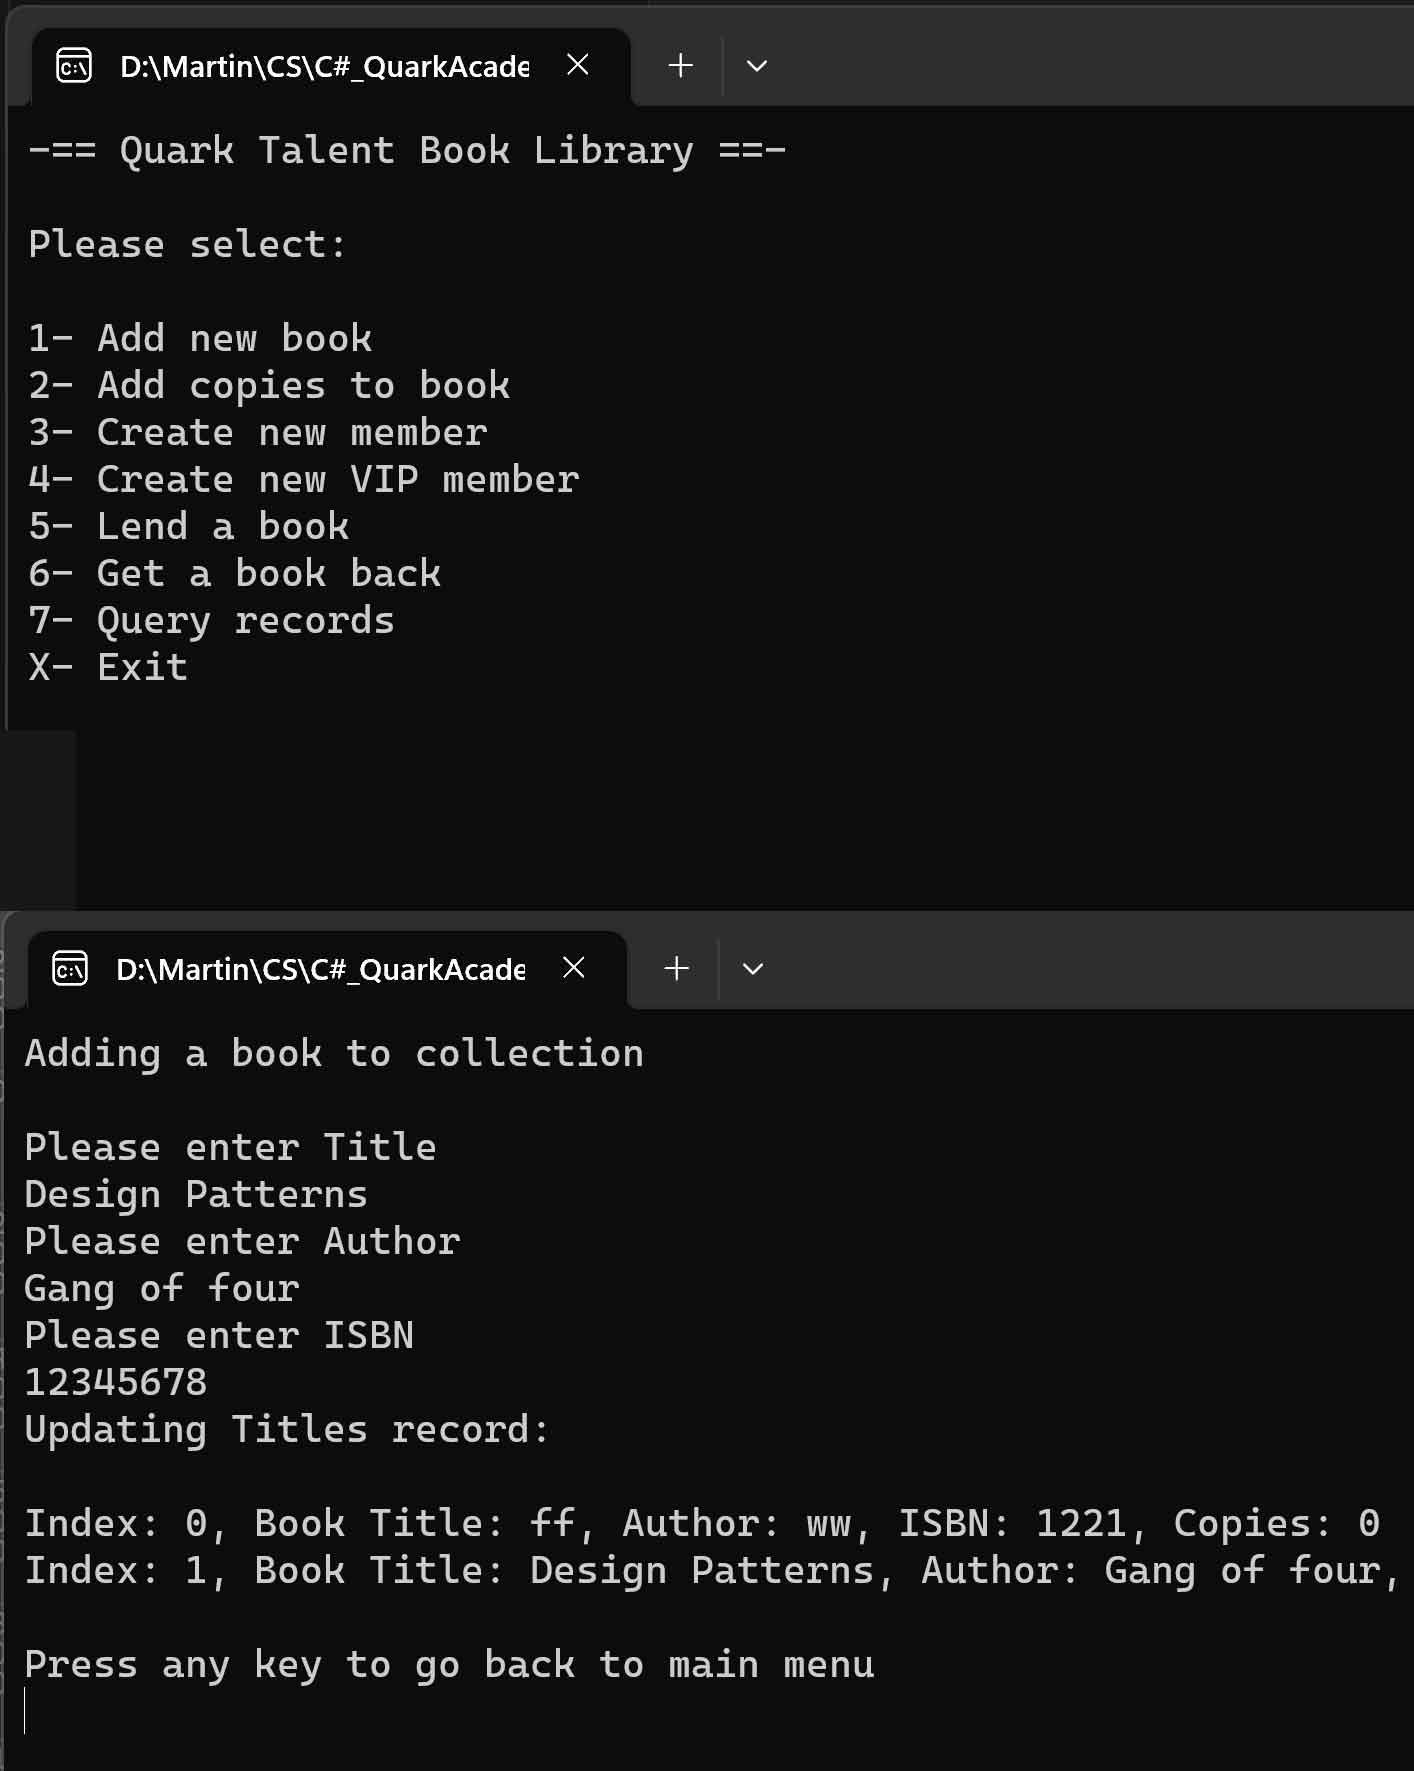 D:\Martin\CS\C#_QuarkAcade
-== Quark Talent Book Library ==-
Please select:
1- Add new book
2- Add copies to book
3- Create new member
4- Create new VIP member
5- Lend a book
6- Get a book back
7- Query records
X- Exit
D:\Martin\CS\C#_QuarkAcade
Adding a book to collection
Please enter Title
Design Patterns
Please enter Author
Gang of four
Please enter ISBN
12345678
Updating Titles record:
Index: 0, Book Title: ff, Author: ww, ISBN: 1221, Copies: 0
Index: 1, Book Title: Design Patterns, Author: Gang of four,
Press any key to go back to main menu